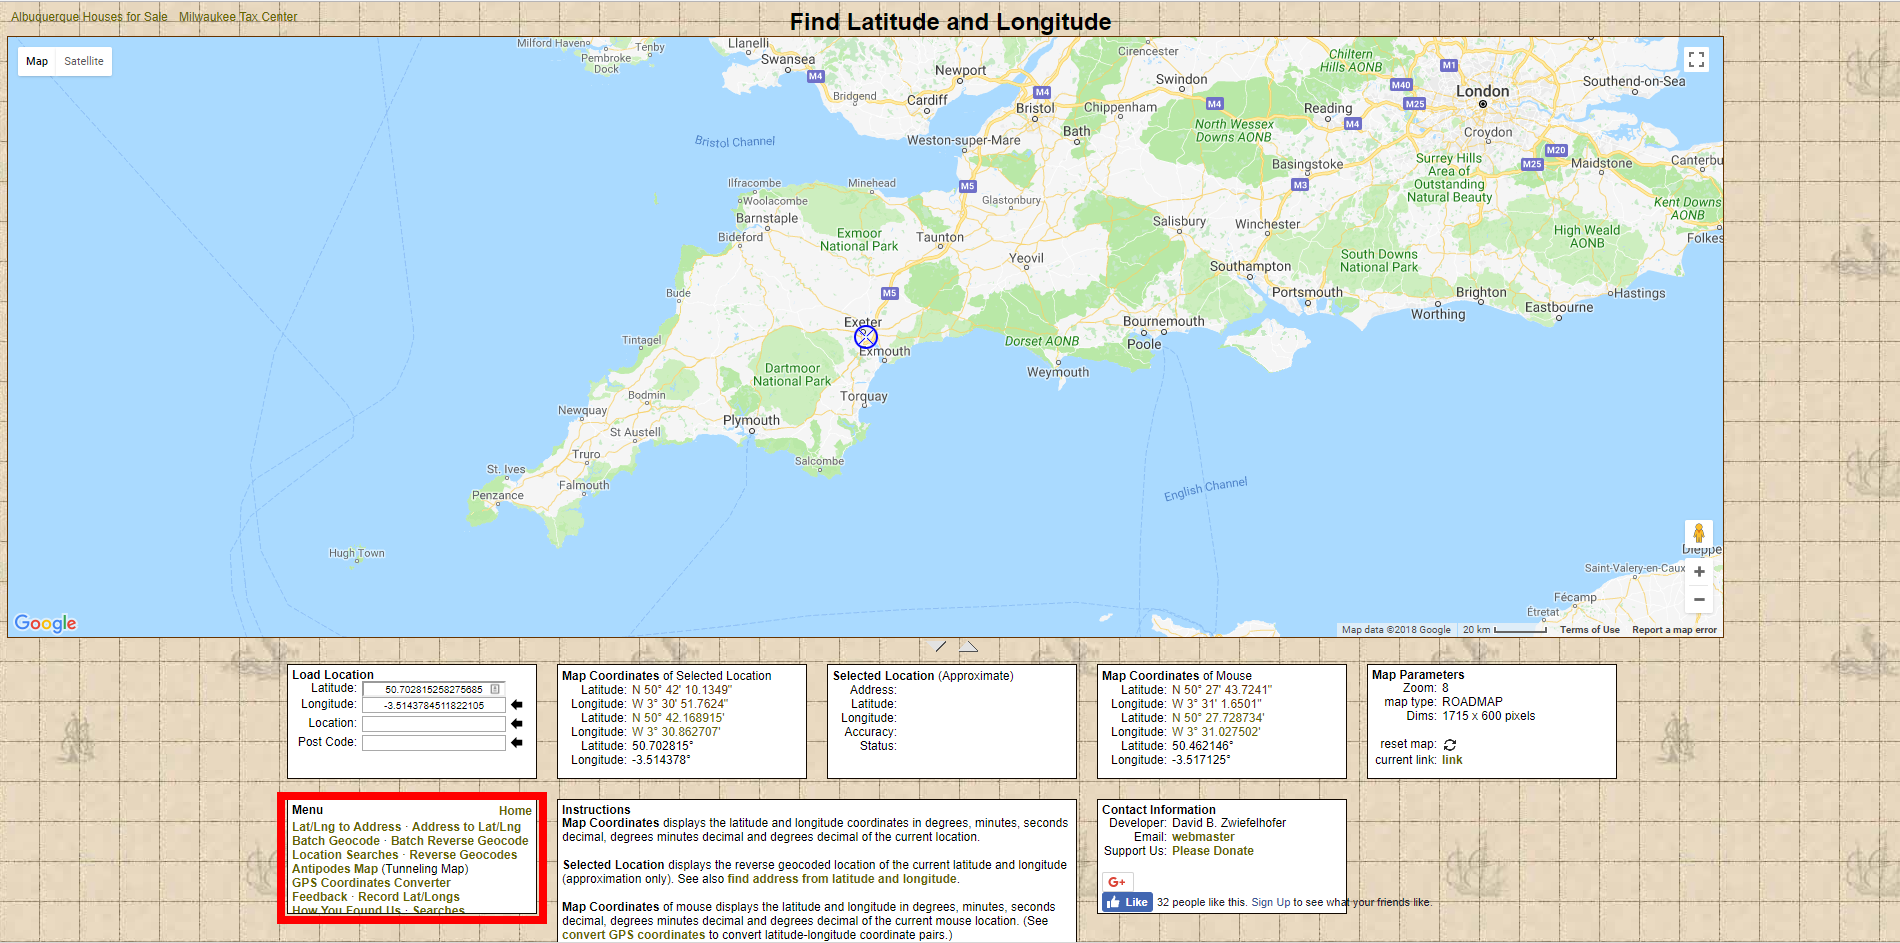 Albuquerque Houses for Sale Milwaukee Tax Center
Find Latitude and Longitude
Map Satellite
Milford Haven
Tenby
Pembroke
Dock
Llanelli
Swansea
M4
Bridgend
Newport
Cardiff
M4
Bristol
Bath
Weston-super-Mare
Chippenham
Cirencester
Swindon
M4
North Wessex
Downs AONB
Chiltern
Hills AONB
Reading
M4
M40
M25
M1
London
Croydon
Southend-on-Sea
Basingstoke
M3
Surrey Hills
Area of
Outstanding
Natural Beauty
M25
M20
Maidstone
Canterbu
Kent Downs
AONB
Folkes
High Weald
AONB
Bristol Channel
Ilfracombe
Woolacombe
Barnstaple
Bideford
Minehead
M5
Glastonbury
Exmoor
National Park
Taunton
Yeovil
Salisbury
Winchester
Southampton
Portsmouth
South Downs
National Park
Worthing
Brighton
Eastbourne
Hastings
Bude
M5
Exeter
Exmouth
Tintagel
Dartmoor
National Park
Torquay
Dorset AONB
Weymouth
Bournemouth
Poole
Bodmin
Newquay
Plymouth
St Austell
Truro
Salcombe
St. Ives
Falmouth
Penzance
English Channel
Hugh Town
Dieppe
Saint-Valery-en-Caux
Fécamp
Étretat
Google
Map data ©2018 Google 20 km Terms of Use Report a map error
Load Location
Latitude: 50.702815258275685
Longitude: -3.5143784511822105
Location:
Post Code:
Map Coordinates of Selected Location
Latitude: N 50° 42' 10.1349"
Longitude: W 3° 30' 51.7624"
Latitude: N 50° 42.168915'
Longitude: W 3° 30.862707'
Latitude: 50.702815°
Longitude: -3.514378°
Selected Location (Approximate)
Address:
Latitude:
Longitude:
Accuracy:
Status:
Map Coordinates of Mouse
Latitude: N 50° 27' 43.7241"
Longitude: W 3° 31' 1.6501"
Latitude: N 50° 27.728734'
Longitude: W 3° 31.027502'
Latitude: 50.462146°
Longitude: -3.517125°
Map Parameters
Zoom: 8
map type: ROADMAP
Dims: 1715 x 600 pixels
reset map:
current link: link
Menu Home
Lat/Lng to Address · Address to Lat/Lng
Batch Geocode · Batch Reverse Geocode
Location Searches · Reverse Geocodes
Antipodes Map (Tunneling Map)
GPS Coordinates Converter
Feedback · Record Lat/Longs
How You Found Us · Searches
Instructions
Map Coordinates displays the latitude and longitude coordinates in degrees, minutes, seconds
decimal, degrees minutes decimal and degrees decimal of the current location.
Selected Location displays the reverse geocoded location of the current latitude and longitude
(approximation only). See also find address from latitude and longitude.
Map Coordinates of mouse displays the latitude and longitude in degrees, minutes, seconds
decimal, degrees minutes decimal and degrees decimal of the current mouse location. (See
convert GPS coordinates to convert latitude-longitude coordinate pairs.)
Contact Information
Developer: David B. Zwiefelhofer
Email: webmaster
Support Us: Please Donate
G+
Like 32 people like this. Sign Up to see what your friends like.